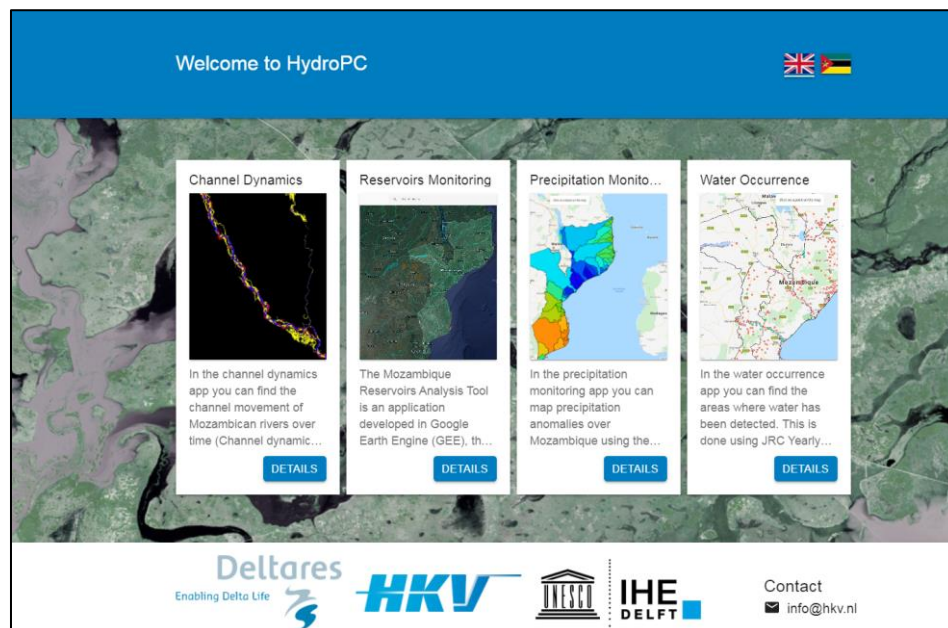 Welcome to HydroPC
Channel Dynamics
In the channel dynamics
app you can find the
channel movement of
Mozambican rivers over
time (Channel dynamic...
DETAILS
Reservoirs Monitoring
The Mozambique
Reservoirs Analysis Tool
is an application
developed in Google
Earth Engine (GEE), th...
DETAILS
Precipitation Monito...
In the precipitation
monitoring app you can
map precipitation
anomalies over
Mozambique using the...
DETAILS
Water Occurrence
Mozambique
In the water occurrence
app you can find the
areas where water has
been detected. This is
done using JRC Yearly...
DETAILS
Deltares
Enabling Delta Life
HKV
UNESCO
IHE
DELFT
Contact
info@hkv.nl